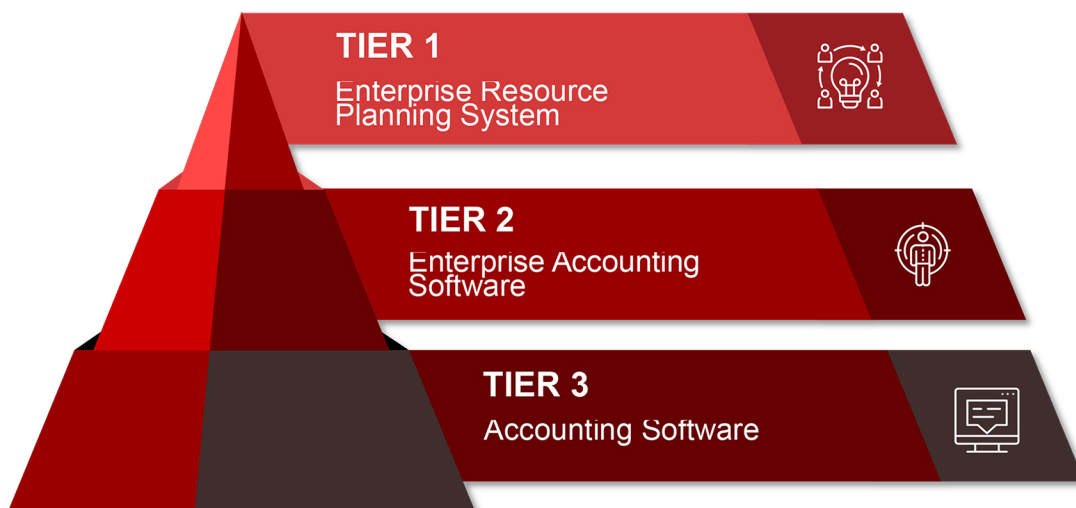 TIER 1
Enterprise Resource
Planning System
TIER 2
Enterprise Accounting
Software
TIER 3
Accounting Software